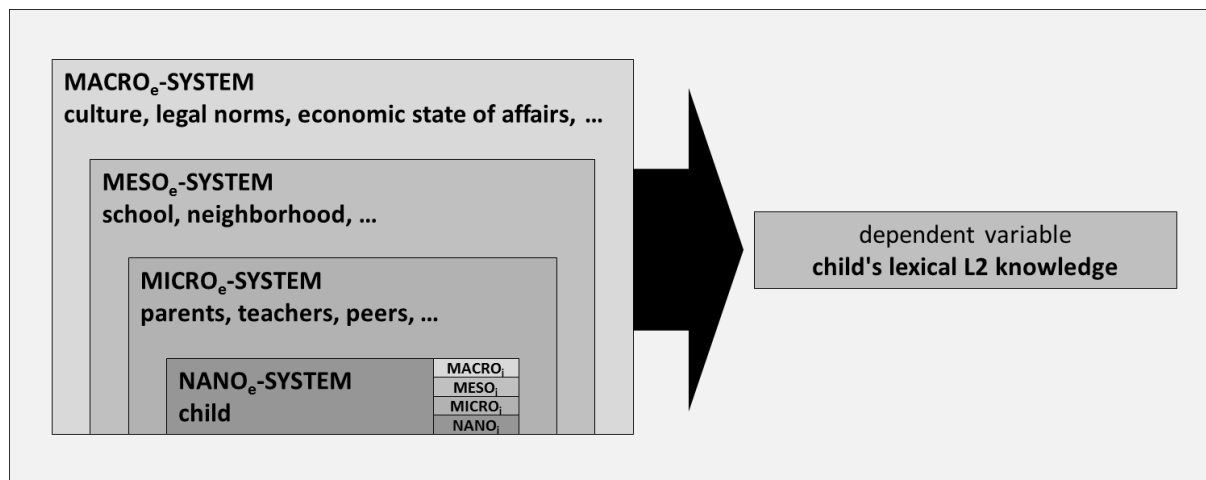 MACROe-SYSTEM
culture, legal norms, economic state of affairs, ...
MESOe-SYSTEM
school, neighborhood, ...
MICROe-SYSTEM
parents, teachers, peers, ...
NANOe-SYSTEM
child
MACROi
MESOi
MICROi
NANOi
dependent variable
child's lexical L2 knowledge